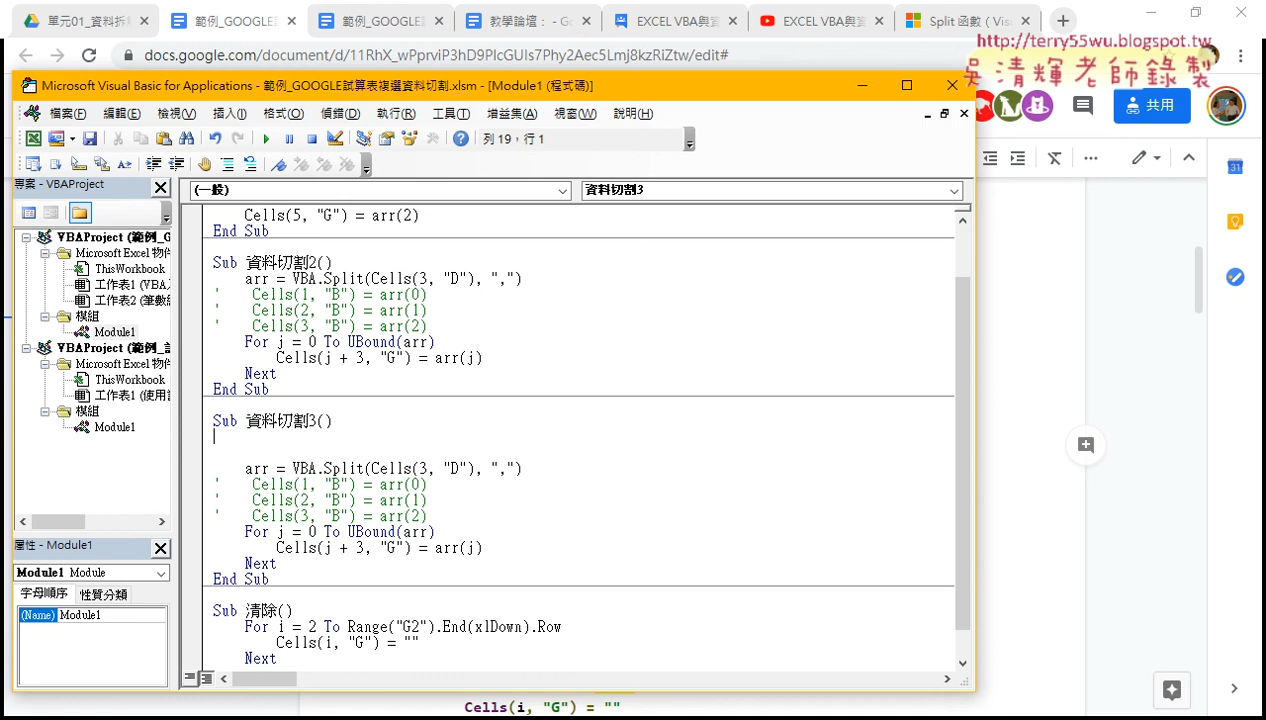 單元01_資料折
範例_GOOGLE
範例_GOOGLE
教學論壇： - Go
EXCEL VBA與資
EXCEL VBA與資
Split 函數 ( Vis
docs.google.com/document/d/11RhX_wPprviP3hD9PlcGUIs7Phy2Aec5Lmj8kzRiZtw/edit#
http://terry55wu.blogspot.tw
吳清輝老師錄製
Microsoft Visual Basic for Applications - 範例_GOOGLE試算表複選資料切割.xlsm - [Module1 (程式碼)]
檔案(F) 編輯(E) 檢視(V) 插入(I) 格式(O) 偵錯(D) 執行(R) 工具(T) 增益集(A) 視窗(W) 說明(H)
共用
列 19，行 1
專案 - VBAProject
(一般)
資料切割3
VBAProject (範例_G
Microsoft Excel 物件
ThisWorkbook
工作表1 (VBA
工作表2 (筆數
模組
Module1
VBAProject (範例_
Microsoft Excel 物件
ThisWorkbook
工作表1 (使用
模組
Module1
屬性 - Module1
Module1 Module
字母順序 性質分類
(Name) Module1
Cells(5, "G") = arr(2)
End Sub
Sub 資料切割2()
arr = VBA.Split(Cells(3, "D"), ",")
' Cells(1, "B") = arr(0)
' Cells(2, "B") = arr(1)
' Cells(3, "B") = arr(2)
For j = 0 To UBound(arr)
Cells(j + 3, "G") = arr(j)
Next
End Sub
Sub 資料切割3()
arr = VBA.Split(Cells(3, "D"), ",")
' Cells(1, "B") = arr(0)
' Cells(2, "B") = arr(1)
' Cells(3, "B") = arr(2)
For j = 0 To UBound(arr)
Cells(j + 3, "G") = arr(j)
Next
End Sub
Sub 清除()
For i = 2 To Range("G2").End(xlDown).Row
Cells(i, "G") = ""
Next
Cells(i, "G") = ""